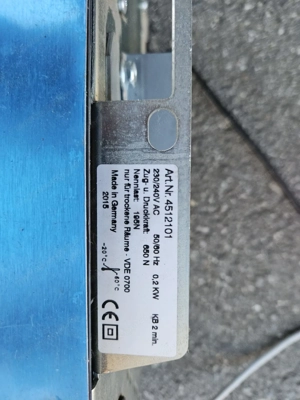 Art.Nr. 4512101
230/240V AC 50/60 Hz 0,2 KW KB 2 min.
Zug- u. Druckkraft: 650 N
Nennlast: 195N
nur für trockene Räume - VDE 0700
Made in Germany
2015
-20°C / 40°C
CE